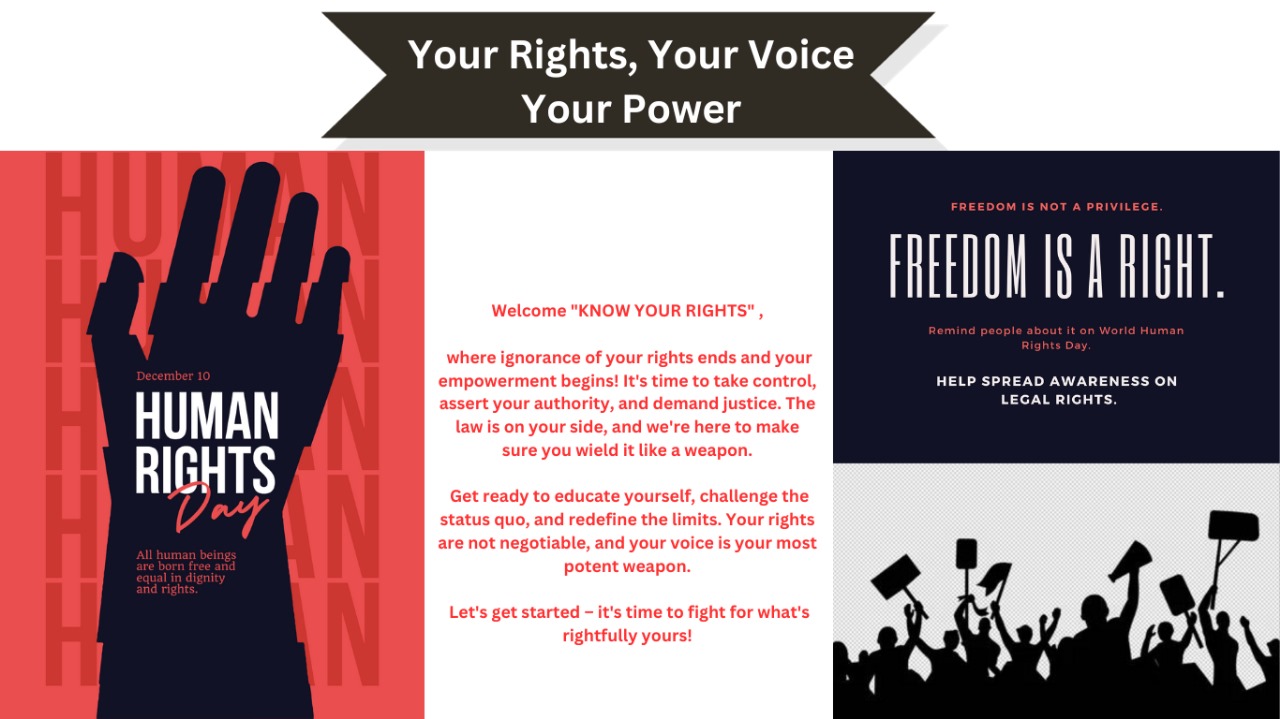 Your Rights, Your Voice
Your Power
HUMAN
HUMAN
HUMAN
HUMAN
HUMAN
December 10
HUMAN
RIGHTS
Day
All human beings
are born free and
equal in dignity
and rights.
Welcome "KNOW YOUR RIGHTS" ,
where ignorance of your rights ends and your
empowerment begins! It's time to take control,
assert your authority, and demand justice. The
law is on your side, and we're here to make
sure you wield it like a weapon.
Get ready to educate yourself, challenge the
status quo, and redefine the limits. Your rights
are not negotiable, and your voice is your most
potent weapon.
Let's get started – it's time to fight for what's
rightfully yours!
FREEDOM IS NOT A PRIVILEGE.
FREEDOM IS A RIGHT.
Remind people about it on World Human
Rights Day.
HELP SPREAD AWARENESS ON
LEGAL RIGHTS.